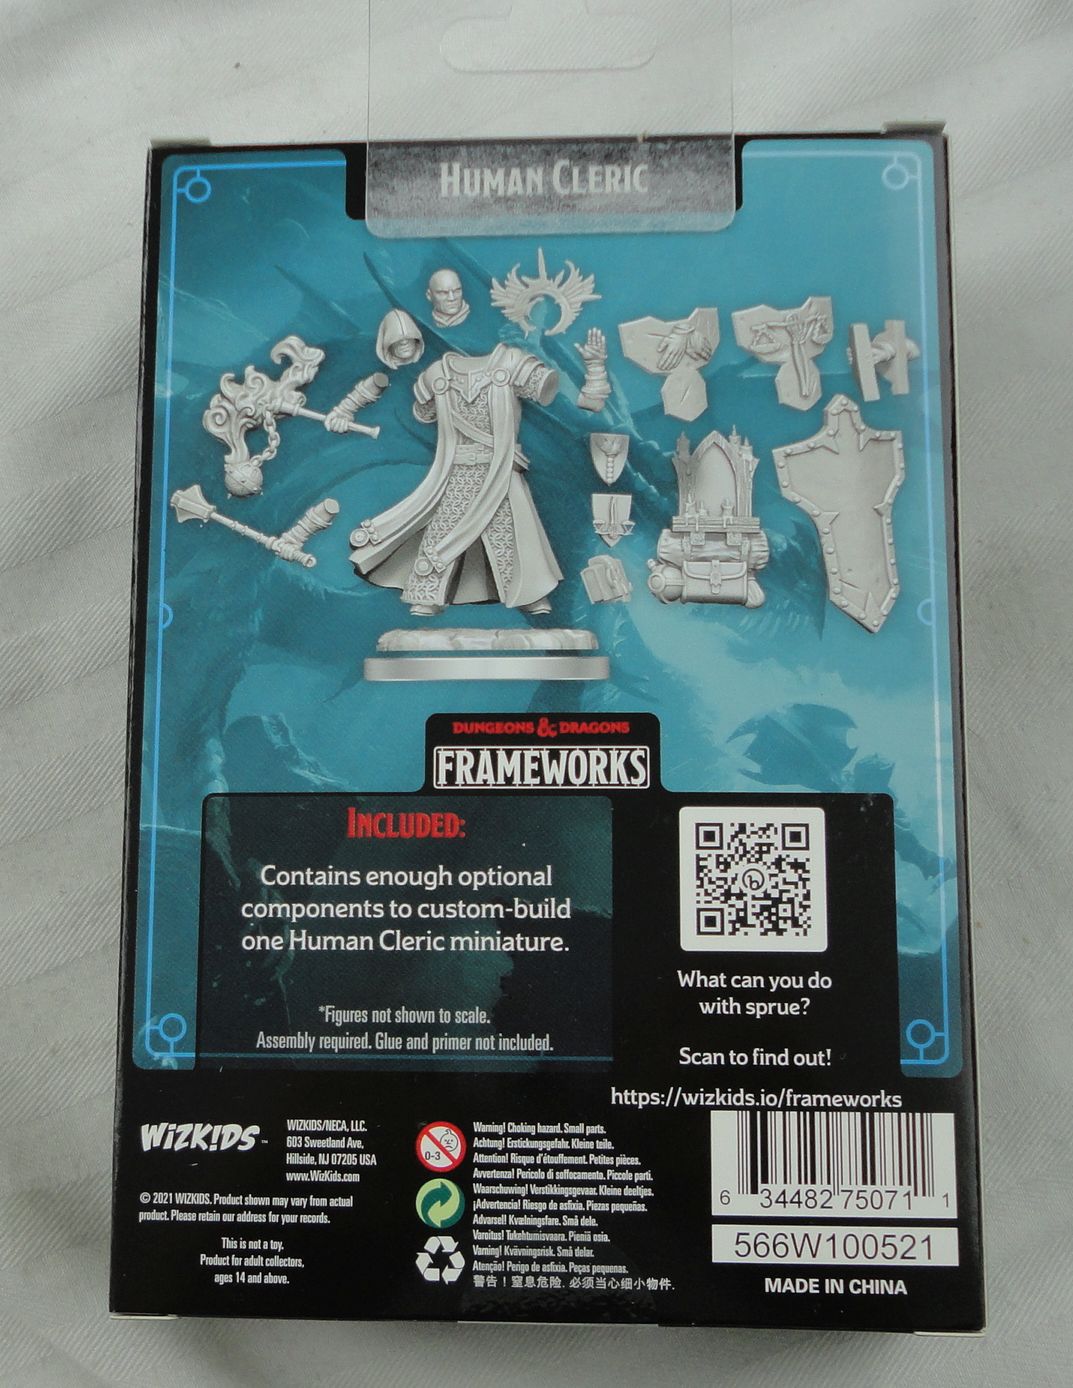 HUMAN CLERIC
DUNGEONS & DRAGONS
FRAMEWORKS
INCLUDED:
Contains enough optional
components to custom-build
one Human Cleric miniature.
*Figures not shown to scale.
Assembly required. Glue and primer not included.
What can you do
with sprue?
Scan to find out!
https://wizkids.io/frameworks
WIZKIDS™
WIZKIDS/NECA, LLC.
603 Sweetland Ave,
Hillside, NJ 07205 USA
www.WizKids.com
© 2021 WIZKIDS. Product shown may vary from actual
product. Please retain our address for your records.
This is not a toy.
Product for adult collectors,
ages 14 and above.
0-3
Warning! Choking hazard. Small parts.
Achtung! Erstickungsgefahr. Kleine teile.
Attention! Risque d'étouffement. Petites pièces.
Avvertenza! Pericolo di soffocamento. Piccole parti.
Waarschuwing! Verstikkingsgevaar. Kleine deeltjes.
¡Advertencia! Riesgo de asfixia. Piezas pequeñas.
Advarsel! Kvælningsfare. Små dele.
Varoitus! Tukehtumisvaara. Pieniä osia.
Varning! Kvävningsrisk. Små delar.
Atenção! Perigo de asfixia. Peças pequenas.
警告！窒息危险. 必须当心细小物件.
6 34482 75071 1
566W100521
MADE IN CHINA